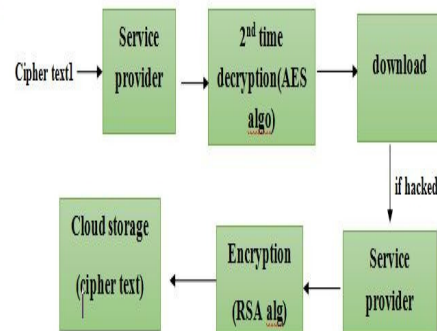 Cipher text1
Service
provider
2nd time
decryption(AES
algo)
download
if hacked
Service
provider
Encryption
(RSA alg)
Cloud storage
(cipher text)